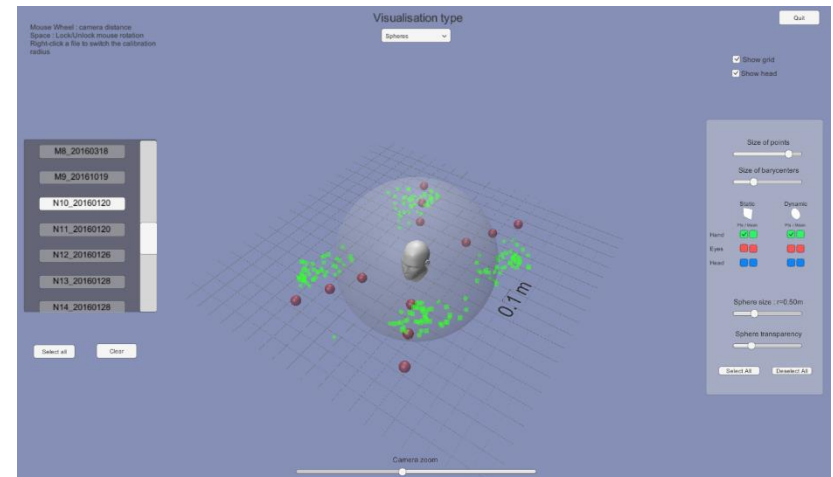 Visualisation type
Spheres
Quit
Mouse Wheel : camera distance
Space : Lock/Unlock mouse rotation
Right-click a file to switch the calibration
radius
Show grid
Show head
M8_20160318
M9_20161019
N10_20160120
N11_20160120
N12_20160126
N13_20160128
N14_20160128
Select all
Clear
0.1 m
Size of points
Size of barycenters
Static
Dynamic
Hand
Eyes
Head
Sphere size : r=0.50m
Sphere transparency
Select All
Deselect All
Camera zoom